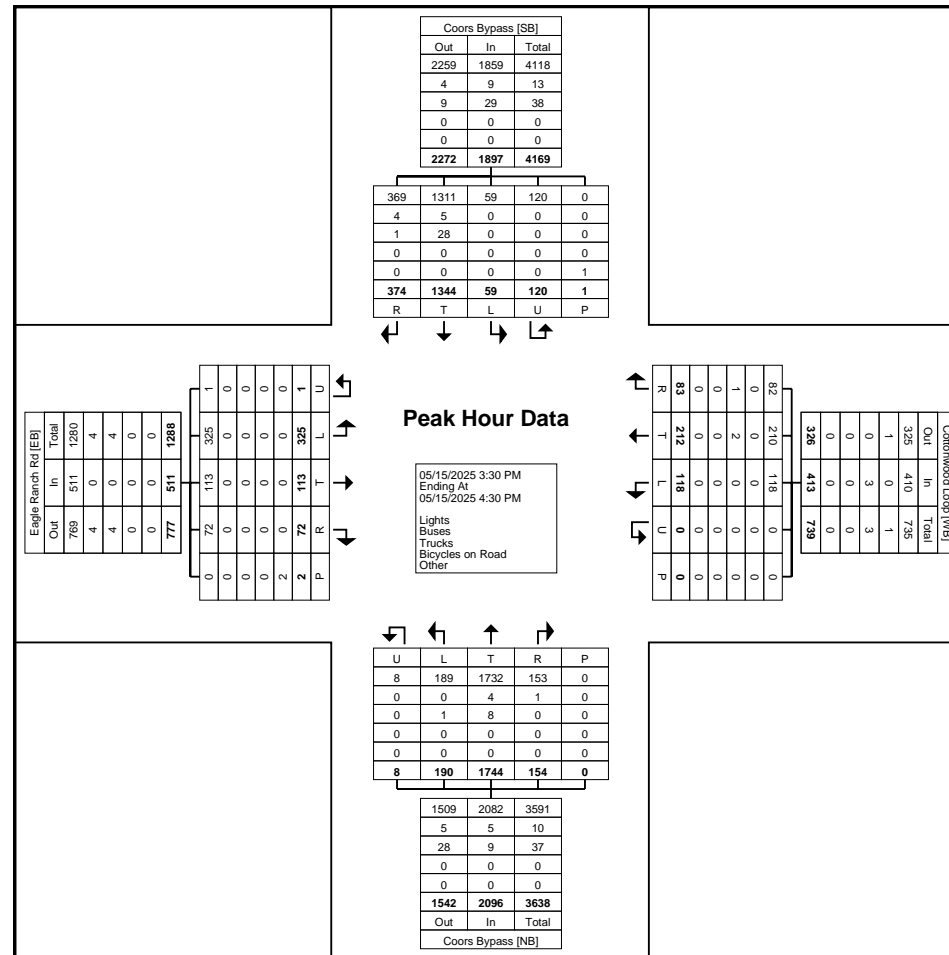 Coors Bypass [SB]
Out In Total
2259 1859 4118
4 9 13
9 29 38
0 0 0
0 0 0
2272 1897 4169
369 1311 59 120 0
4 5 0 0 0
1 28 0 0 0
0 0 0 0 0
0 0 0 0 1
374 1344 59 120 1
R T L U P
Eagle Ranch Rd [EB]
Total In Out
1280 511 769
4 0 4
4 0 4
0 0 0
0 0 0
1288 511 777
1 325 113 72 0
0 0 0 0 0
0 0 0 0 0
0 0 0 0 0
0 0 0 0 2
1 325 113 72 2
U L T R P
Peak Hour Data
05/15/2025 3:30 PM
Ending At
05/15/2025 4:30 PM
Lights
Buses
Trucks
Bicycles on Road
Other
R T L U P
83 212 118 0 0
0 0 0 0 0
0 0 0 0 0
1 2 0 0 0
0 0 0 0 0
82 210 118 0 0
Cottonwood Loop [WB]
Out In Total
325 410 735
1 0 1
0 3 3
0 0 0
0 0 0
326 413 739
U L T R P
8 189 1732 153 0
0 0 4 1 0
0 1 8 0 0
0 0 0 0 0
0 0 0 0 0
8 190 1744 154 0
1509 2082 3591
5 5 10
28 9 37
0 0 0
0 0 0
1542 2096 3638
Out In Total
Coors Bypass [NB]